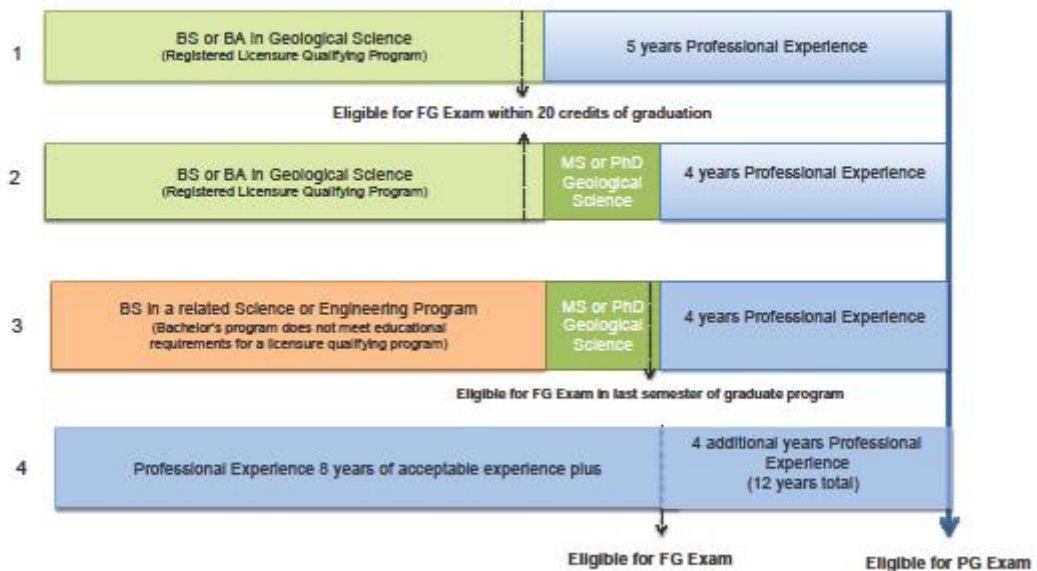 1
BS or BA in Geological Science
(Registered Licensure Qualifying Program)
5 years Professional Experience
Eligible for FG Exam within 20 credits of graduation
2
BS or BA in Geological Science
(Registered Licensure Qualifying Program)
MS or PhD
Geological
Science
4 years Professional Experience
3
BS in a related Science or Engineering Program
(Bachelor's program does not meet educational
requirements for a licensure qualifying program)
MS or PhD
Geological
Science
4 years Professional Experience
Eligible for FG Exam in last semester of graduate program
4
Professional Experience 8 years of acceptable experience plus
4 additional years Professional
Experience
(12 years total)
Eligible for FG Exam
Eligible for PG Exam